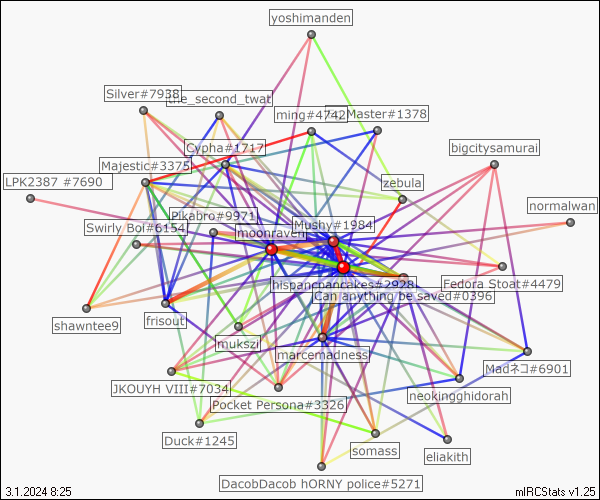 yoshimanden
Silver#7938
the_second_twat
ming#4742
Master#1378
Cypha#1717
bigcitysamurai
Majestic#3375
LPK2387 #7690
zebula
normalwan
Pikabro#9971
Swirly Boi#6154
moonraven
Mushy#1984
hispancpancakes#2928
Fedora Stoat#4479
Can anything be saved#0396
shawntee9
frisout
mukszi
marcemadness
Madネコ#6901
JKOUYH VIII#7034
neokingghidorah
Pocket Persona#3326
Duck#1245
somass
eliakith
DacobDacob hORNY police#5271
3.1.2024 8:25
mIRCStats v1.25